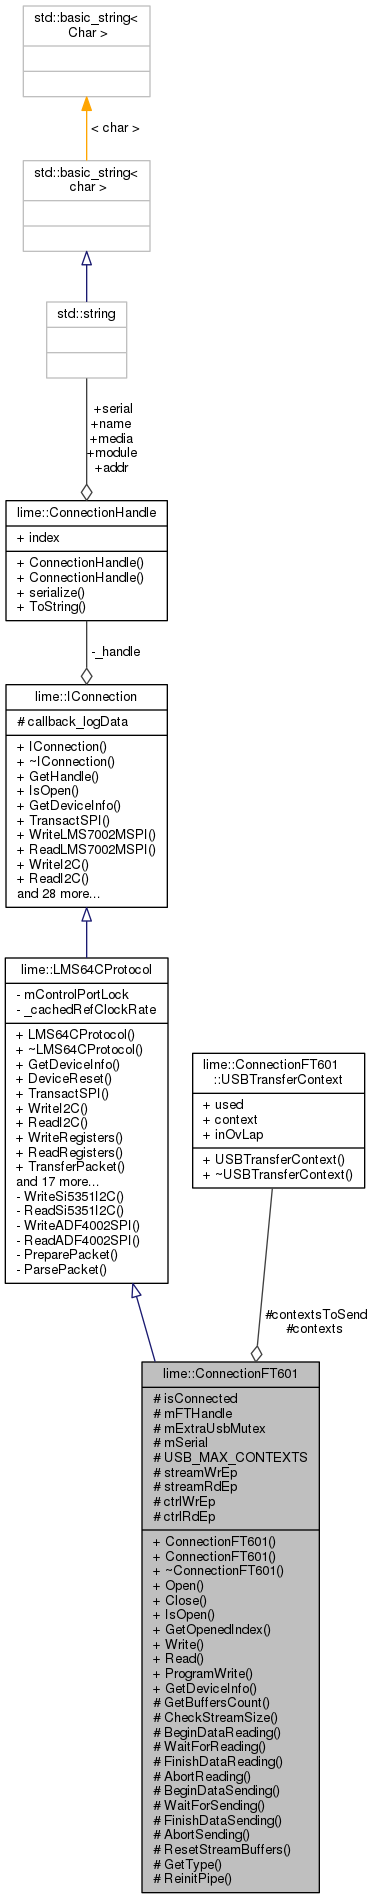 std::basic_string<
Char >
< char >
std::basic_string<
char >
std::string
+serial
+name
+media
+module
+addr
lime::ConnectionHandle
+ index
+ ConnectionHandle()
+ ConnectionHandle()
+ serialize()
+ ToString()
-_handle
lime::IConnection
# callback_logData
+ IConnection()
+ ~IConnection()
+ GetHandle()
+ IsOpen()
+ GetDeviceInfo()
+ TransactSPI()
+ WriteLMS7002MSPI()
+ ReadLMS7002MSPI()
+ WriteI2C()
+ ReadI2C()
and 28 more...
lime::LMS64CProtocol
- mControlPortLock
- _cachedRefClockRate
+ LMS64CProtocol()
+ ~LMS64CProtocol()
+ GetDeviceInfo()
+ DeviceReset()
+ TransactSPI()
+ WriteI2C()
+ ReadI2C()
+ WriteRegisters()
+ ReadRegisters()
+ TransferPacket()
and 17 more...
- WriteSi5351I2C()
- ReadSi5351I2C()
- WriteADF4002SPI()
- ReadADF4002SPI()
- PreparePacket()
- ParsePacket()
lime::ConnectionFT601
::USBTransferContext
+ used
+ context
+ inOvLap
+ USBTransferContext()
+ ~USBTransferContext()
#contextsToSend
#contexts
lime::ConnectionFT601
# isConnected
# mFTHandle
# mExtraUsbMutex
# mSerial
# USB_MAX_CONTEXTS
# streamWrEp
# streamRdEp
# ctrlWrEp
# ctrlRdEp
+ ConnectionFT601()
+ ConnectionFT601()
+ ~ConnectionFT601()
+ Open()
+ Close()
+ IsOpen()
+ GetOpenedIndex()
+ Write()
+ Read()
+ ProgramWrite()
+ GetDeviceInfo()
# GetBuffersCount()
# CheckStreamSize()
# BeginDataReading()
# WaitForReading()
# FinishDataReading()
# AbortReading()
# BeginDataSending()
# WaitForSending()
# FinishDataSending()
# AbortSending()
# ResetStreamBuffers()
# GetType()
# ReinitPipe()